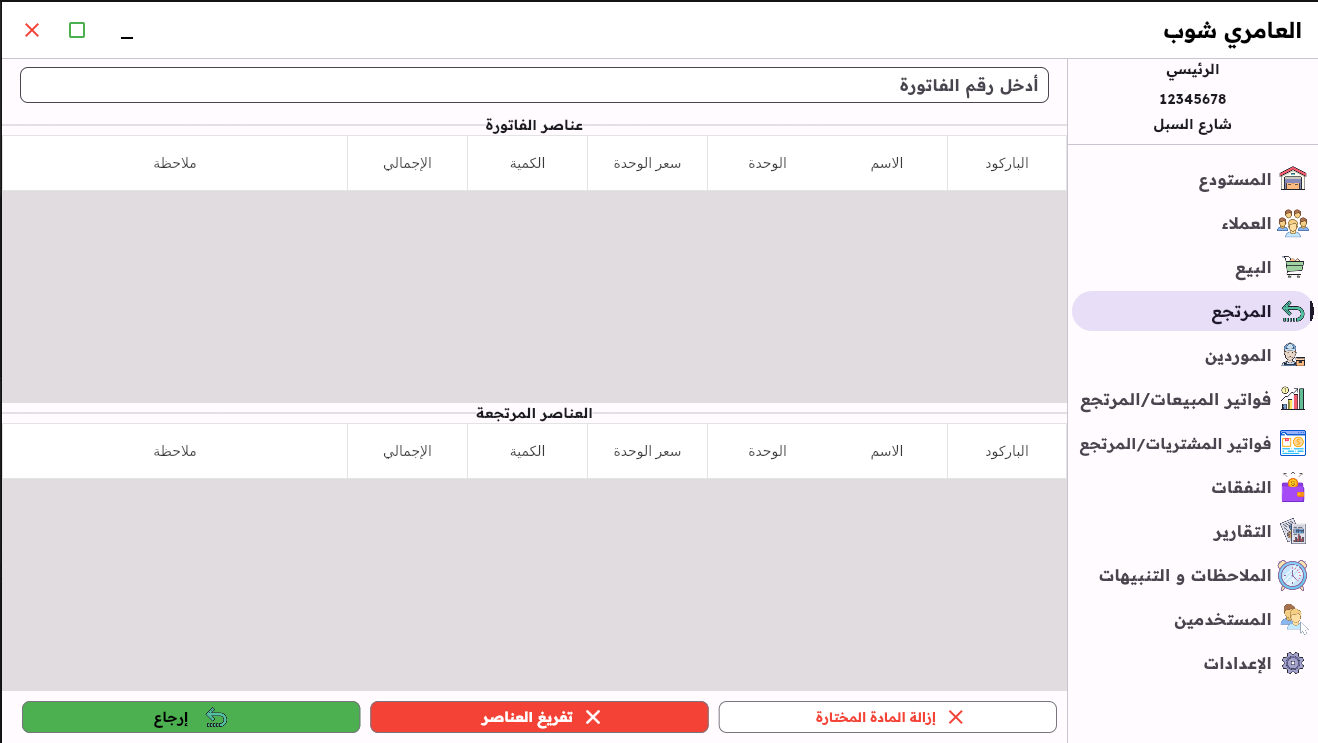 العامري شوب
الرئيسي
12345678
شارع السبل
المستودع
العملاء
البيع
المرتجع
الموردين
فواتير المبيعات/المرتجع
فواتير المشتريات/المرتجع
النفقات
التقارير
الملاحظات و التنبيهات
المستخدمين
الإعدادات
أدخل رقم الفاتورة
عناصر الفاتورة
الباركود الاسم الوحدة سعر الوحدة الكمية الإجمالي ملاحظة
العناصر المرتجعة
الباركود الاسم الوحدة سعر الوحدة الكمية الإجمالي ملاحظة
إزالة المادة المختارة
تفريغ العناصر
إرجاع